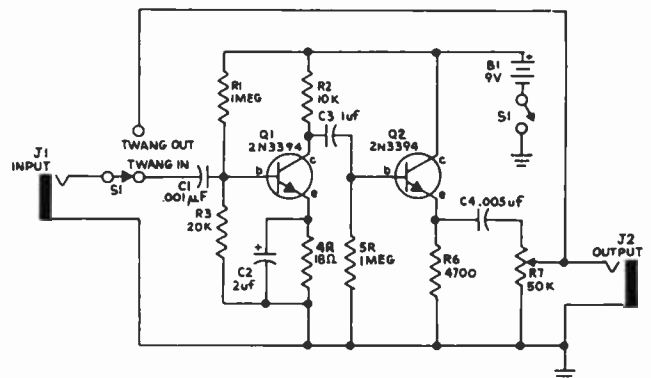 R1
1MEG
R2
10K
B1
9V
S1
C3 .1uf
Q1
2N3394
Q2
2N3394
TWANG OUT
TWANG IN
J1
INPUT
S1
C1
.001µF
b
c
e
b
c
e
R3
20K
C2
2uf
4R
18Ω
5R
1MEG
R6
4700
C4 .005uf
R7
50K
J2
OUTPUT